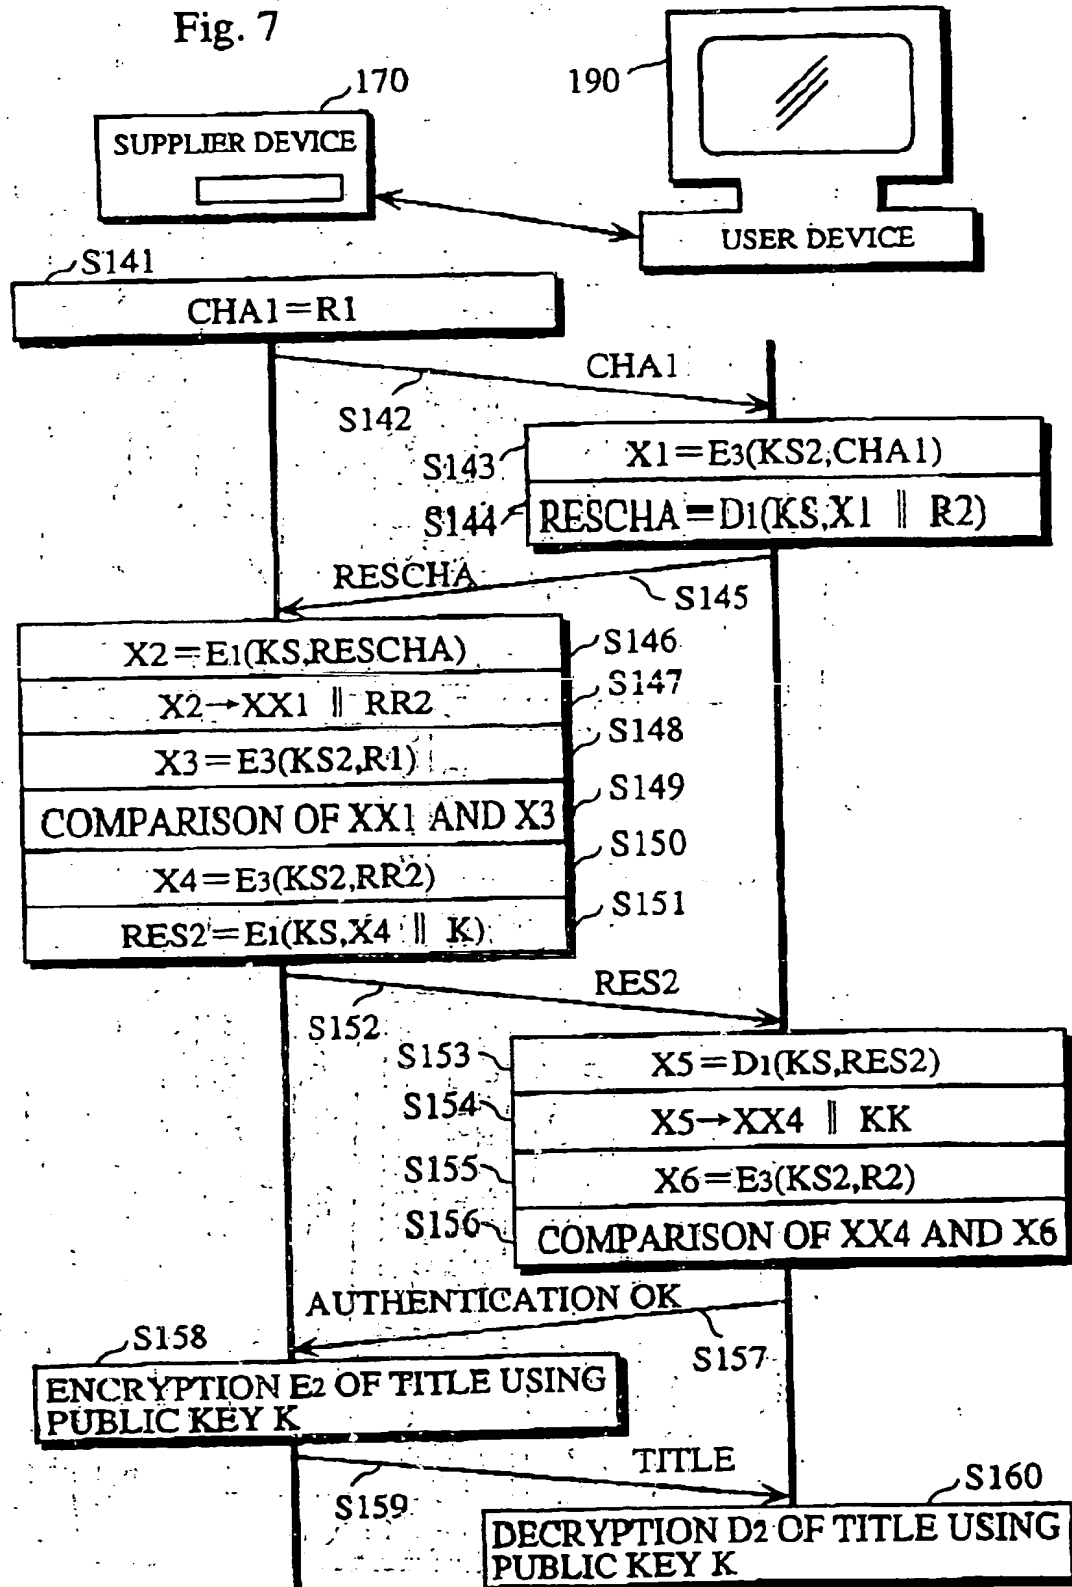 Fig. 7
170
190
SUPPLIER DEVICE
USER DEVICE
S141
CHA1=R1
CHA1
S142
S143
X1=E3(KS2,CHA1)
S144
RESCHA=D1(KS,X1 ‖ R2)
RESCHA
S145
X2=E1(KS,RESCHA)
S146
X2→XX1 ‖ RR2
S147
X3=E3(KS2,R1)
S148
COMPARISON OF XX1 AND X3
S149
X4=E3(KS2,RR2)
S150
RES2=E1(KS,X4 ‖ K)
S151
RES2
S152
S153
X5=D1(KS,RES2)
S154
X5→XX4 ‖ KK
S155
X6=E3(KS2,R2)
S156
COMPARISON OF XX4 AND X6
AUTHENTICATION OK
S157
S158
ENCRYPTION E2 OF TITLE USING
PUBLIC KEY K
TITLE
S159
S160
DECRYPTION D2 OF TITLE USING
PUBLIC KEY K